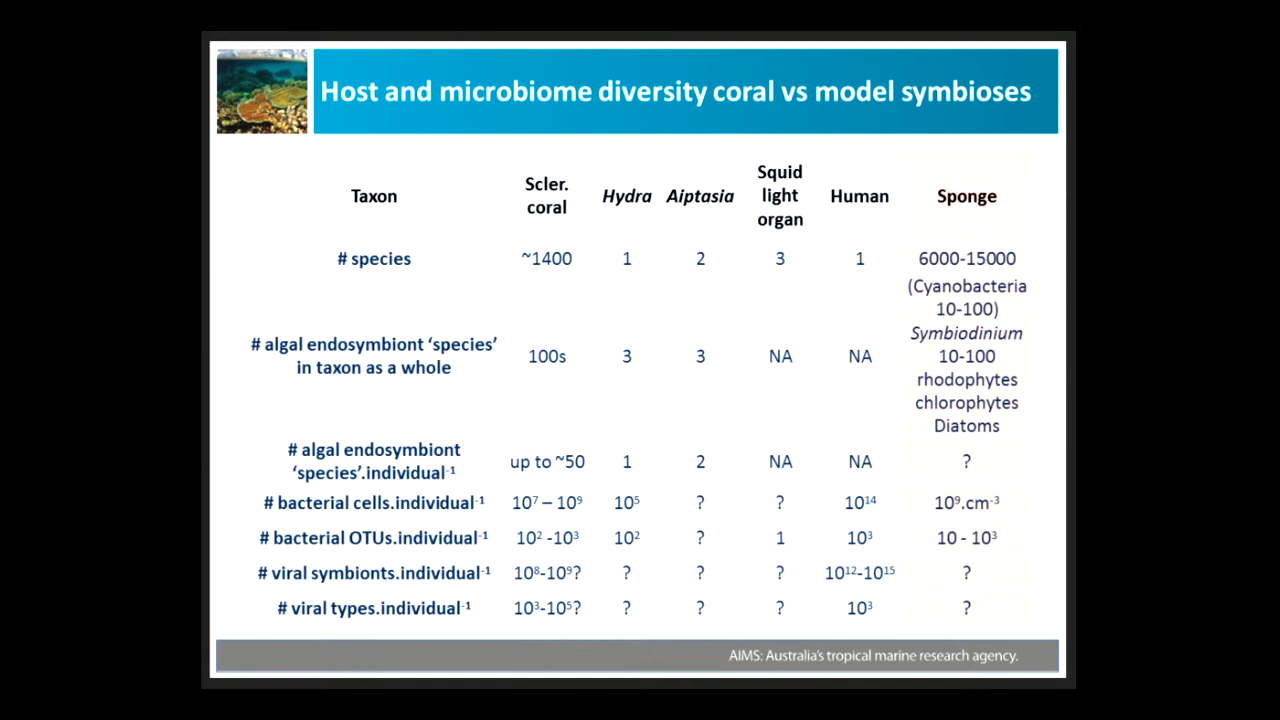 Host and microbiome diversity coral vs model symbioses
Taxon Scler. coral Hydra Aiptasia Squid light organ Human Sponge
# species ~1400 1 2 3 1 6000-15000
# algal endosymbiont ‘species’ in taxon as a whole 100s 3 3 NA NA (Cyanobacteria 10-100) Symbiodinium 10-100 rhodophytes chlorophytes Diatoms
# algal endosymbiont ‘species’.individual⁻¹ up to ~50 1 2 NA NA ?
# bacterial cells.individual⁻¹ 10⁷ – 10⁹ 10⁵ ? ? 10¹⁴ 10⁹.cm⁻³
# bacterial OTUs.individual⁻¹ 10² -10³ 10² ? 1 10³ 10 - 10³
# viral symbionts.individual⁻¹ 10⁸-10⁹? ? ? ? 10¹²-10¹⁵ ?
# viral types.individual⁻¹ 10³-10⁵? ? ? ? 10³ ?
AIMS: Australia’s tropical marine research agency.